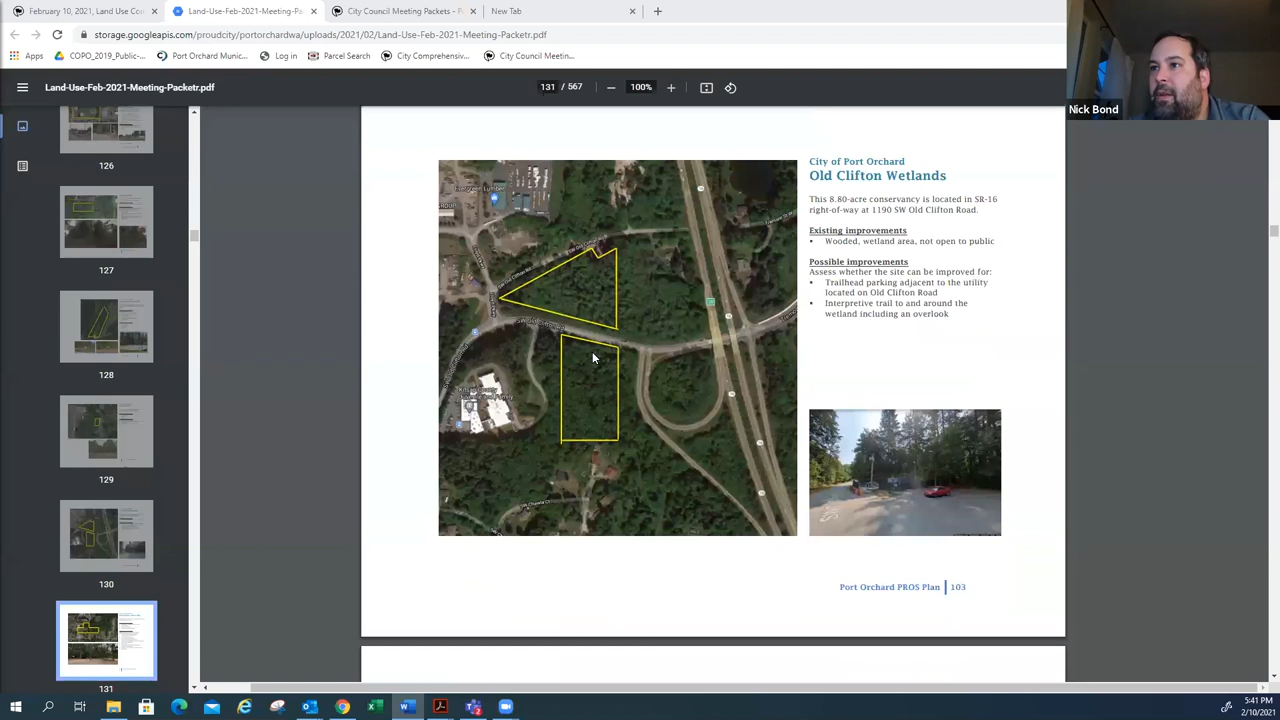 February 10, 2021, Land Use Co
Land-Use-Feb-2021-Meeting-Pa
City Council Meeting Packets - P
New Tab
storage.googleapis.com/proudcity/portorchardwa/uploads/2021/02/Land-Use-Feb-2021-Meeting-Packetr.pdf
Apps
COPO_2019_Public-...
Port Orchard Munic...
Log in
Parcel Search
City Comprehensiv...
City Council Meetin...
Land-Use-Feb-2021-Meeting-Packetr.pdf
131 / 567
100%
Nick Bond
126
127
128
129
130
131
Evergreen Lumber
GROUP
SW Old Clifton Rd
City of Port Orchard
Old Clifton Wetlands
This 8.80-acre conservancy is located in SR-16
right-of-way at 1190 SW Old Clifton Road.
Existing improvements
▪ Wooded, wetland area, not open to public
Possible improvements
Assess whether the site can be improved for:
▪ Trailhead parking adjacent to the utility
located on Old Clifton Road
▪ Interpretive trail to and around the
wetland including an overlook
Port Orchard PROS Plan | 103
5:41 PM
2/10/2021